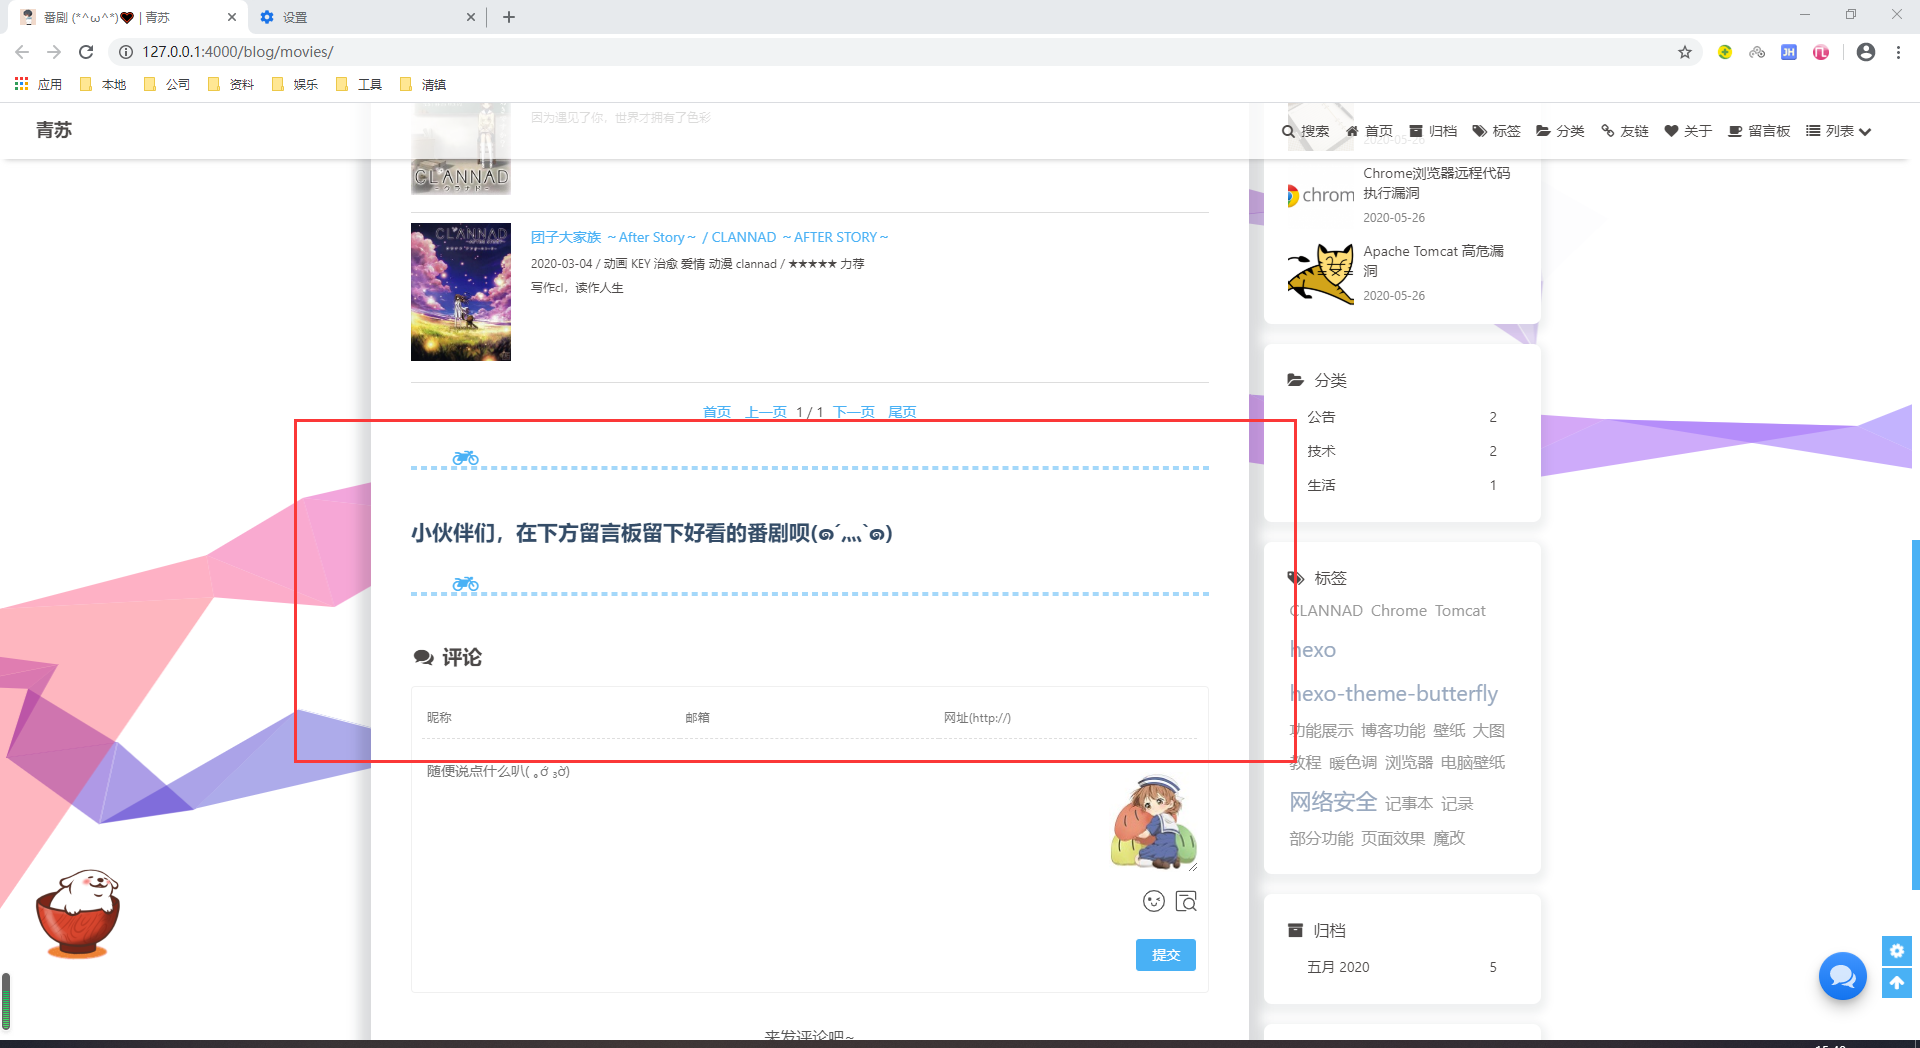 番剧 (*^ω^*)🖤 | 青苏
设置
127.0.0.1:4000/blog/movies/
应用 本地 公司 资料 娱乐 工具 清镇
青苏
搜索 首页 归档 标签 分类 友链 关于 留言板 列表
因为遇见了你，世界才拥有了色彩
CLANNAD
2020-05-26
chrom
Chrome浏览器远程代码
执行漏洞
2020-05-26
Apache Tomcat 高危漏
洞
2020-05-26
CLANNAD
团子大家族 ～After Story～ / CLANNAD ～AFTER STORY～
2020-03-04 / 动画 KEY 治愈 爱情 动漫 clannad / ★★★★★ 力荐
写作cl，读作人生
首页 上一页 1 / 1 下一页 尾页
小伙伴们，在下方留言板留下好看的番剧呗(๑´灬`๑)
评论
昵称 邮箱 网址(http://)
随便说点什么叭( ｡ớ ₃ờ)
提交
来发评论吧~
分类
公告 2
技术 2
生活 1
标签
CLANNAD Chrome Tomcat
hexo
hexo-theme-butterfly
功能展示 博客功能 壁纸 大图
教程 暖色调 浏览器 电脑壁纸
网络安全 记事本 记录
部分功能 页面效果 魔改
归档
五月 2020 5
JH